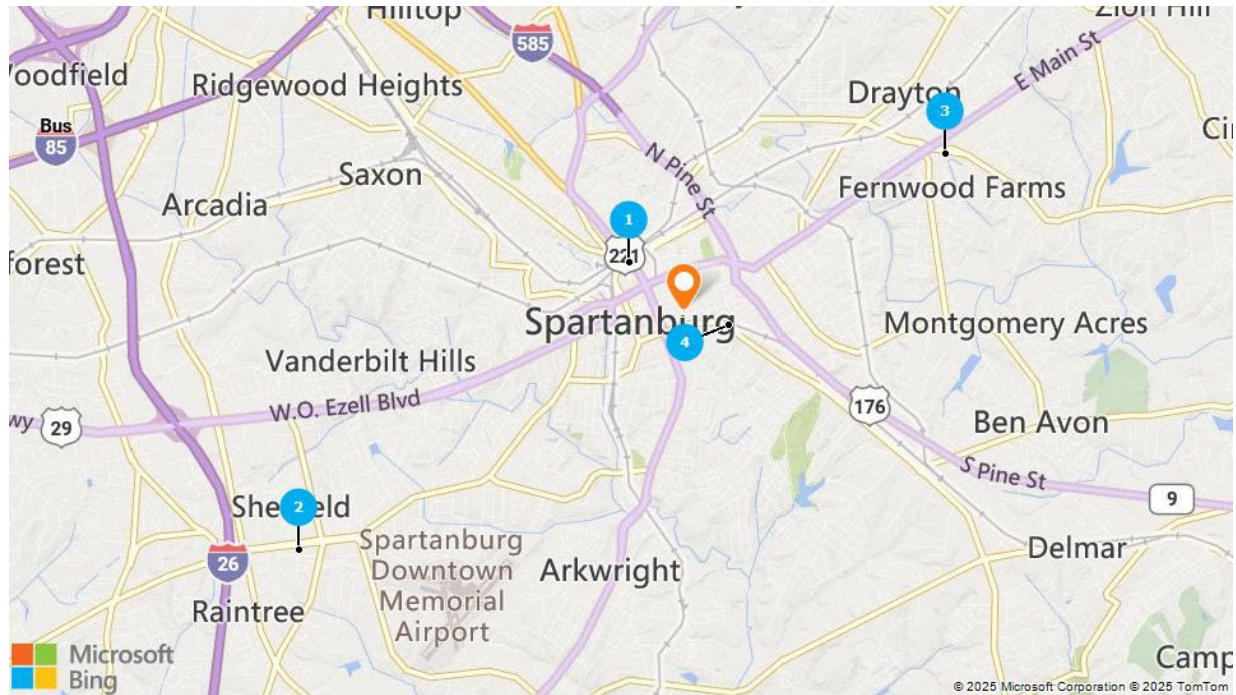 Hilltop
Zion Hill
585
oodfield
Ridgewood Heights
Drayton
E Main St
3
Bus
85
Cir
N Pine St
Saxon
Fernwood Farms
Arcadia
1
221
forest
Spartanburg
4
Montgomery Acres
Vanderbilt Hills
W.O. Ezell Blvd
176
wy
29
Ben Avon
S Pine St
9
2
Sheffield
Spartanburg
Downtown
Memorial
Airport
26
Arkwright
Delmar
Raintree
Microsoft
Bing
Camp
© 2025 Microsoft Corporation © 2025 TomTom